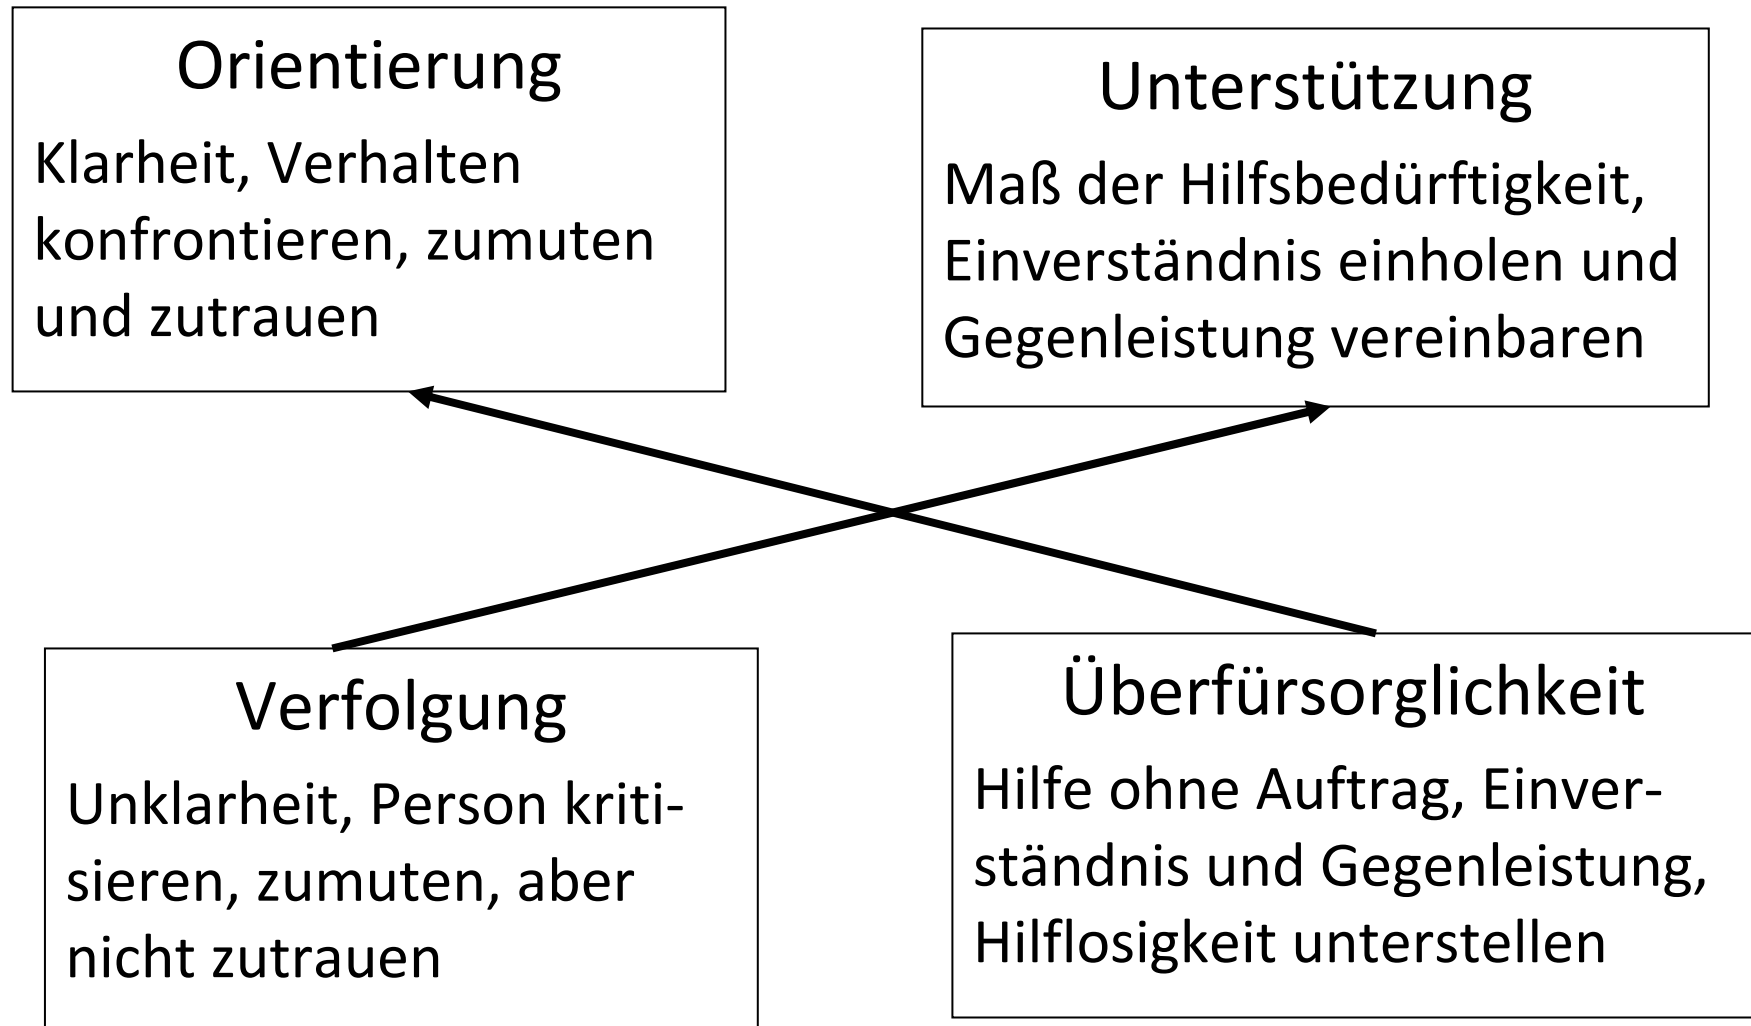 Orientierung
Klarheit, Verhalten
konfrontieren, zumuten
und zutrauen
Unterstützung
Maß der Hilfsbedürftigkeit,
Einverständnis einholen und
Gegenleistung vereinbaren
Verfolgung
Unklarheit, Person kriti-
sieren, zumuten, aber
nicht zutrauen
Überfürsorglichkeit
Hilfe ohne Auftrag, Einver-
ständnis und Gegenleistung,
Hilflosigkeit unterstellen